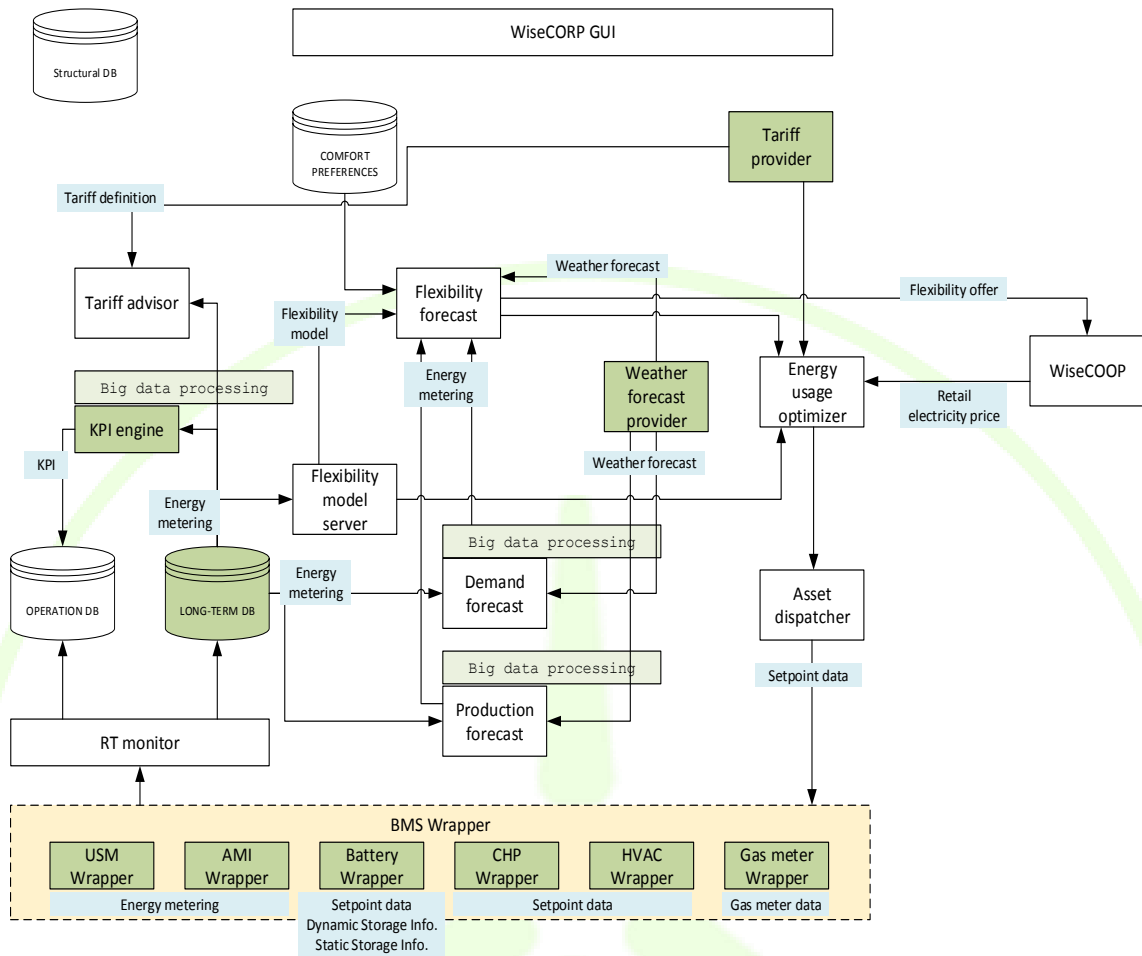 WiseCORP GUI
Structural DB
Tariff
provider
COMFORT
PREFERENCES
Tariff definition
Weather forecast
Tariff advisor
Flexibility
forecast
Flexibility offer
Flexibility
model
Energy
metering
Weather
forecast
provider
Energy
usage
optimizer
WiseCOOP
Retail
electricity price
Big data processing
KPI engine
KPI
Weather forecast
Flexibility
model
server
Energy
metering
Big data processing
Energy
metering
Demand
forecast
Asset
dispatcher
OPERATION DB
LONG-TERM DB
Big data processing
Setpoint data
Production
forecast
RT monitor
BMS Wrapper
USM
Wrapper
AMI
Wrapper
Battery
Wrapper
CHP
Wrapper
HVAC
Wrapper
Gas meter
Wrapper
Energy metering
Setpoint data
Dynamic Storage Info.
Static Storage Info.
Setpoint data
Gas meter data